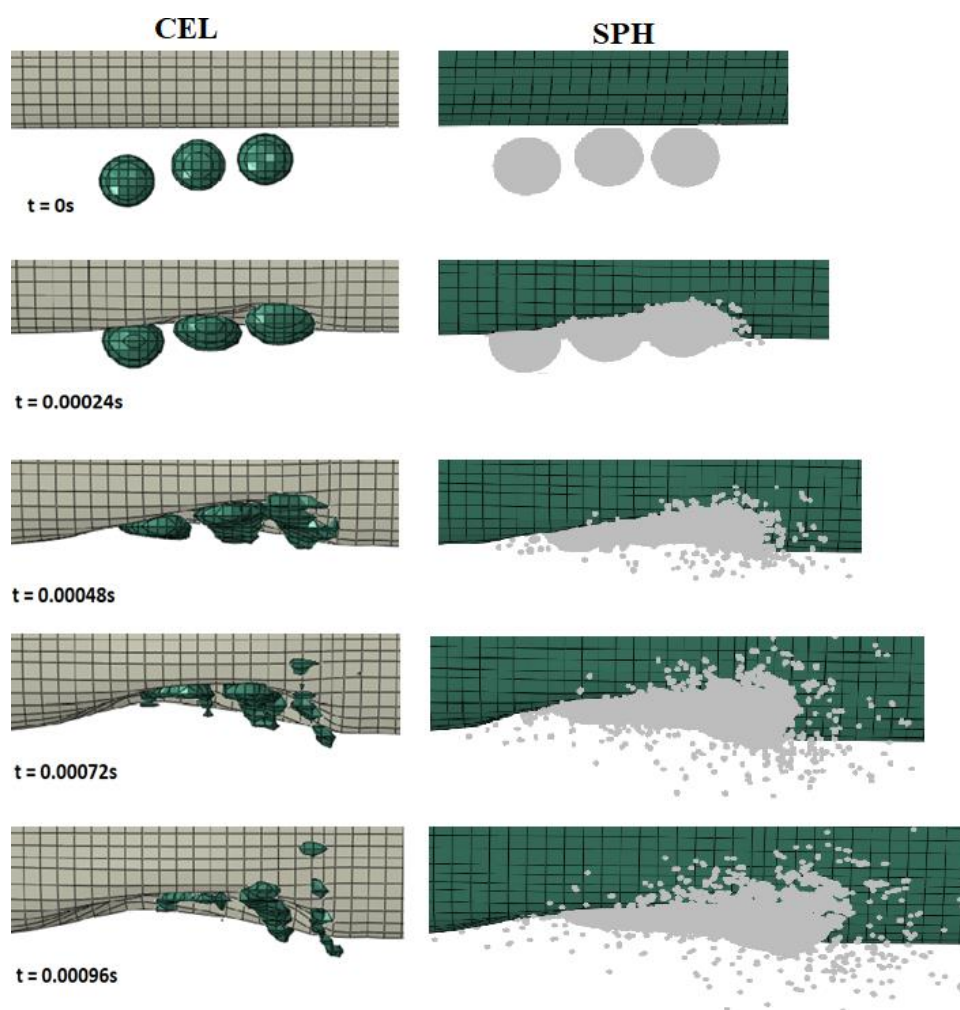 CEL
SPH
t = 0s
t = 0.00024s
t = 0.00048s
t = 0.00072s
t = 0.00096s